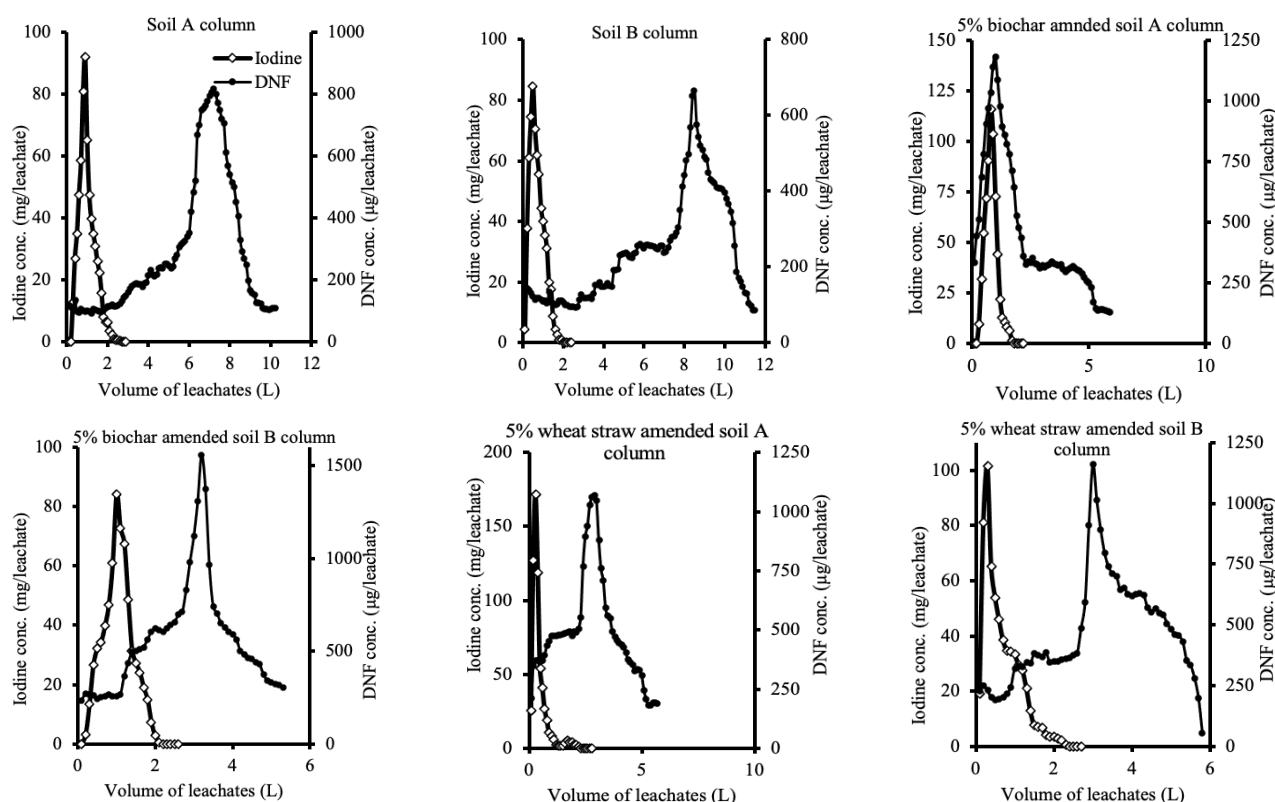 Soil A column
Iodine
DNF
Iodine conc. (mg/leachate)
100
80
60
40
20
0
1000
800
600
400
200
0
DNF conc. (µg/leachate)
0 2 4 6 8 10 12
Volume of leachates (L)
Soil B column
Iodine conc. (mg/leachate)
100
80
60
40
20
0
800
600
400
200
0
DNF conc. (µg/leachate)
0 2 4 6 8 10 12
Volume of leachates (L)
5% biochar amnded soil A column
Iodine conc. (mg/leachate)
150
125
100
75
50
25
0
1250
1000
750
500
250
0
DNF conc. (µg/leachate)
0 5 10
Volume of leachates (L)
5% biochar amended soil B column
Iodine conc. (mg/leachate)
100
80
60
40
20
0
1500
1000
500
0
DNF conc. (µg/leachate)
0 2 4 6
Volume of leachates (L)
5% wheat straw amended soil A
column
Iodine conc. (mg/leachate)
200
150
100
50
0
1250
1000
750
500
250
0
DNF conc. (µg/leachate)
0 5 10
Volume of leachates (L)
5% wheat straw amended soil B
column
Iodine conc. (mg/leachate)
100
80
60
40
20
0
1250
1000
750
500
250
0
DNF conc. (µg/leachate)
0 2 4 6
Volume of leachates (L)